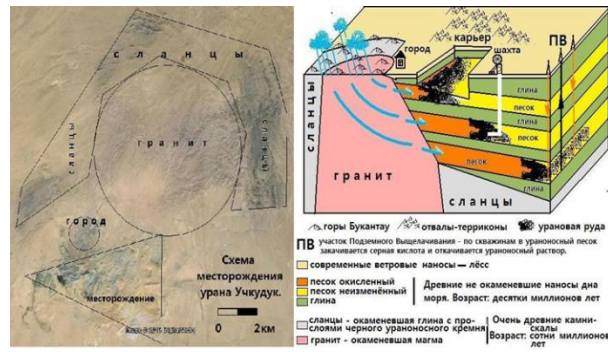 сланцы
сланцы
гранит
сланцы
город
месторождение
Схема
месторождения
урана Учкудук.
2км
город
карьер
шахта
ПВ
глина
песок
глина
песок
глина
песок
глина
сланцы
гранит
сланцы
горы Букантау
отвалы-терриконы
урановая руда
ПВ участок Подземного Выщелачивания - по скважинам в ураноносный песок
закачивается серная кислота и откачивается ураноносный раствор.
современные ветровые наносы — лёсс
песок окисленный
песок неизменённый
глина
Древние не окаменевшие наносы дна
моря. Возраст: десятки миллионов лет
сланцы - окаменевшая глина с про-
слоями черного ураноносного кремня
гранит - окаменевшая магма
Очень древние камни-
скалы
Возраст: сотни миллионов
лет